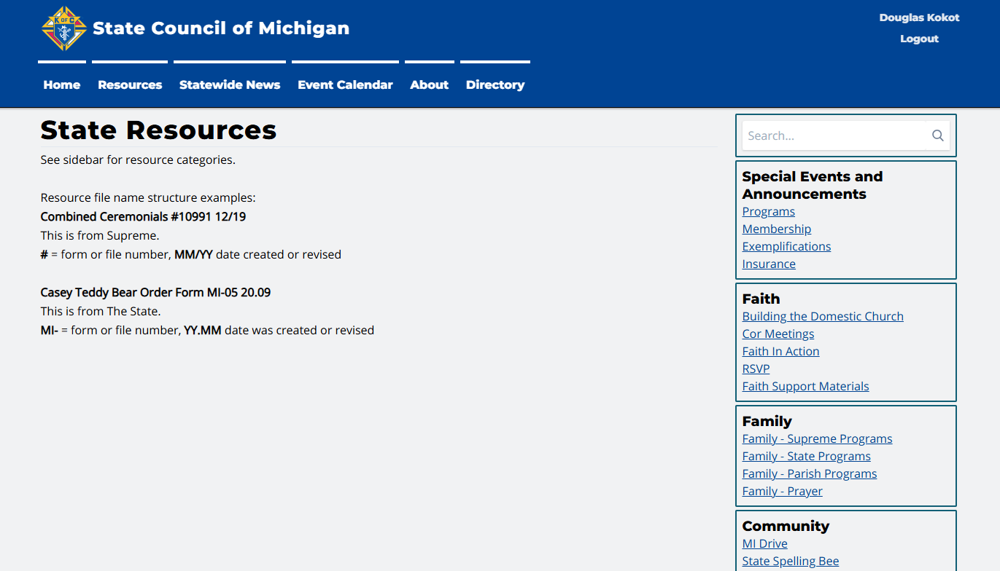 K OF C
State Council of Michigan
Douglas Kokot
Logout
Home Resources Statewide News Event Calendar About Directory
State Resources
See sidebar for resource categories.
Resource file name structure examples:
Combined Ceremonials #10991 12/19
This is from Supreme.
# = form or file number, MM/YY date created or revised
Casey Teddy Bear Order Form MI-05 20.09
This is from The State.
MI- = form or file number, YY.MM date was created or revised
Search...
Special Events and
Announcements
Programs
Membership
Exemplifications
Insurance
Faith
Building the Domestic Church
Cor Meetings
Faith In Action
RSVP
Faith Support Materials
Family
Family - Supreme Programs
Family - State Programs
Family - Parish Programs
Family - Prayer
Community
MI Drive
State Spelling Bee